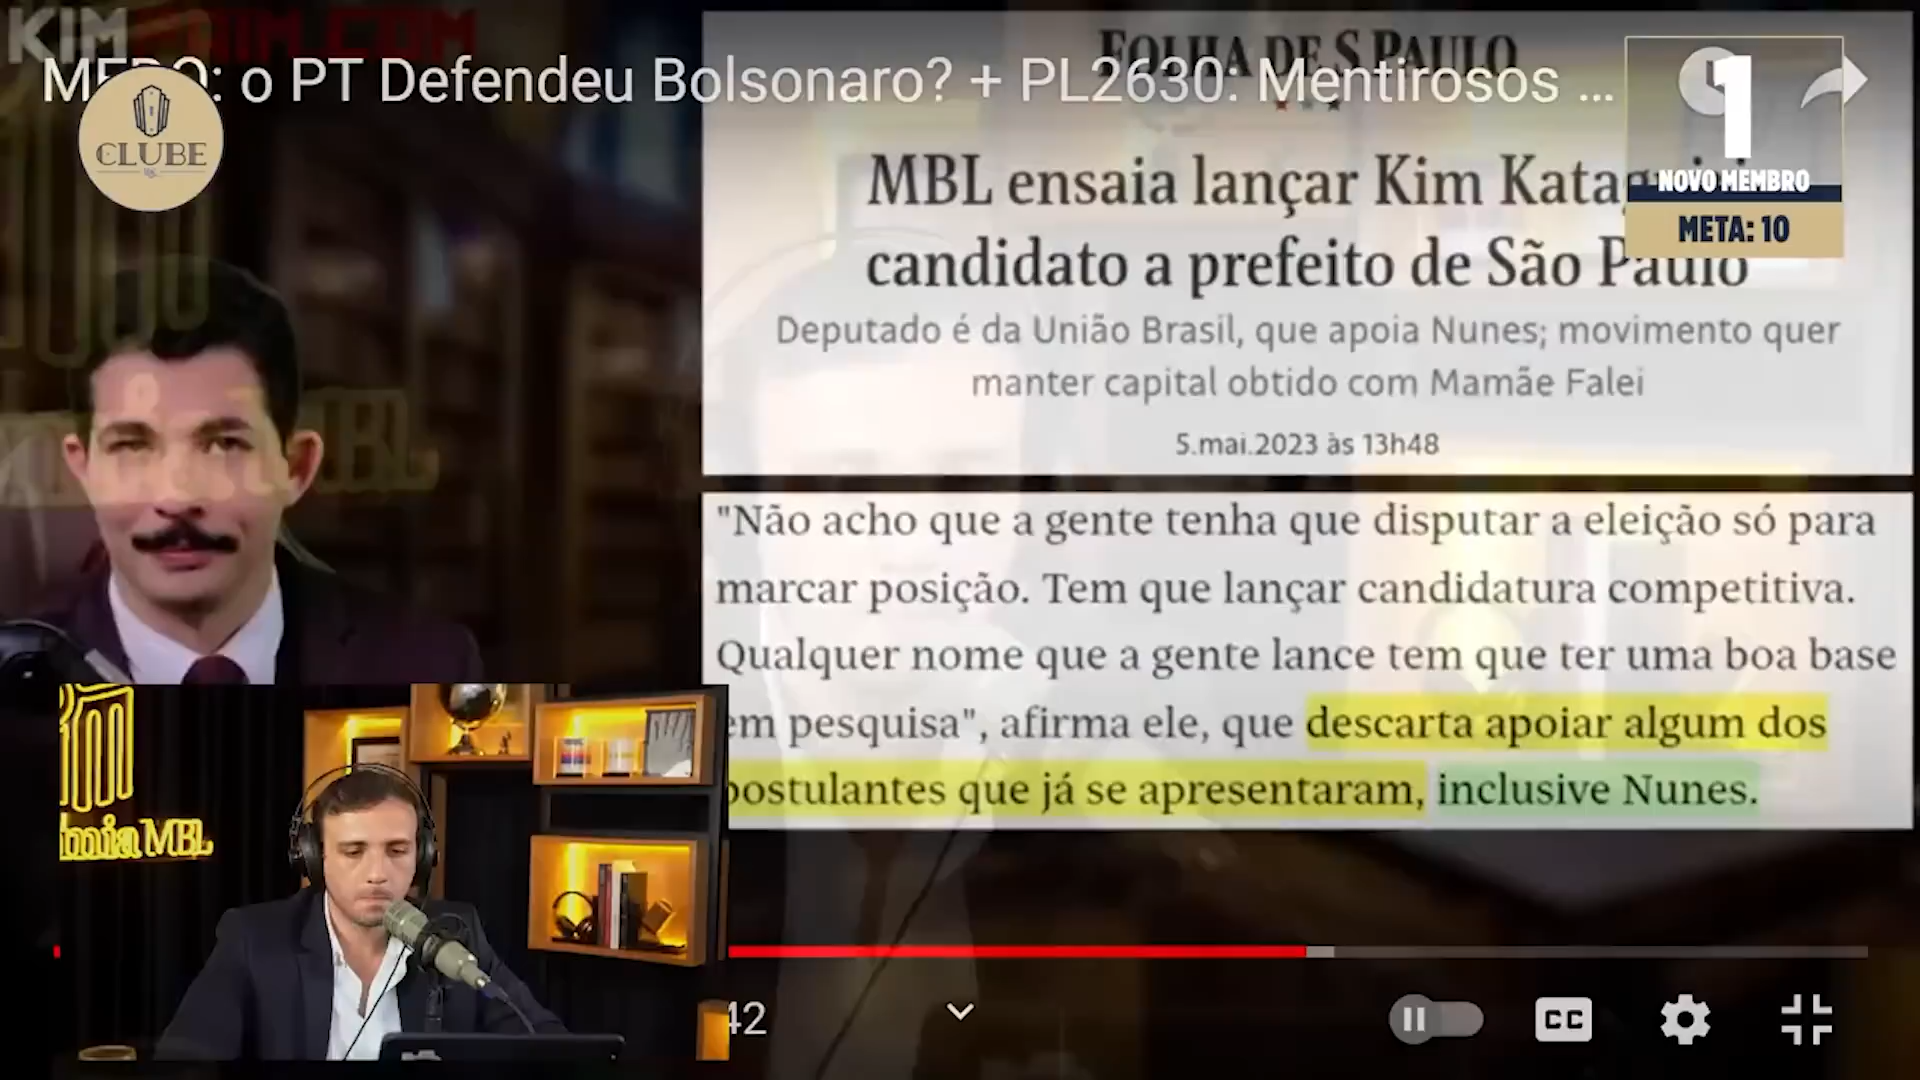 KIMPAIM.COM
FOLHA DE S.PAULO
MEDO: o PT Defendeu Bolsonaro? + PL2630: Mentirosos ...
CLUBE
1
NOVO MEMBRO
META: 10
MBL ensaia lançar Kim
candidato a prefeito de São Paulo
Deputado é da União Brasil, que apoia Nunes; movimento quer
manter capital obtido com Mamãe Falei
5.mai.2023 às 13h48
"Não acho que a gente tenha que disputar a eleição só para
marcar posição. Tem que lançar candidatura competitiva.
Qualquer nome que a gente lance tem que ter uma boa base
em pesquisa", afirma ele, que descarta apoiar algum dos
postulantes que já se apresentaram, inclusive Nunes.
MBL
42
CC